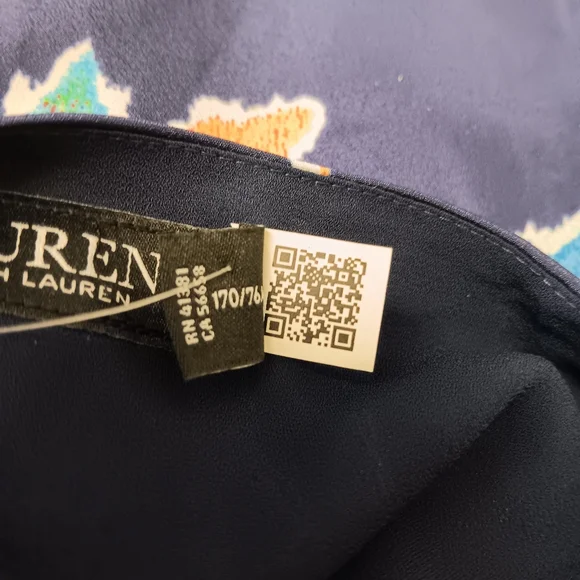 UREN
H LAUREN
RN 41381
CA 56658
170/76